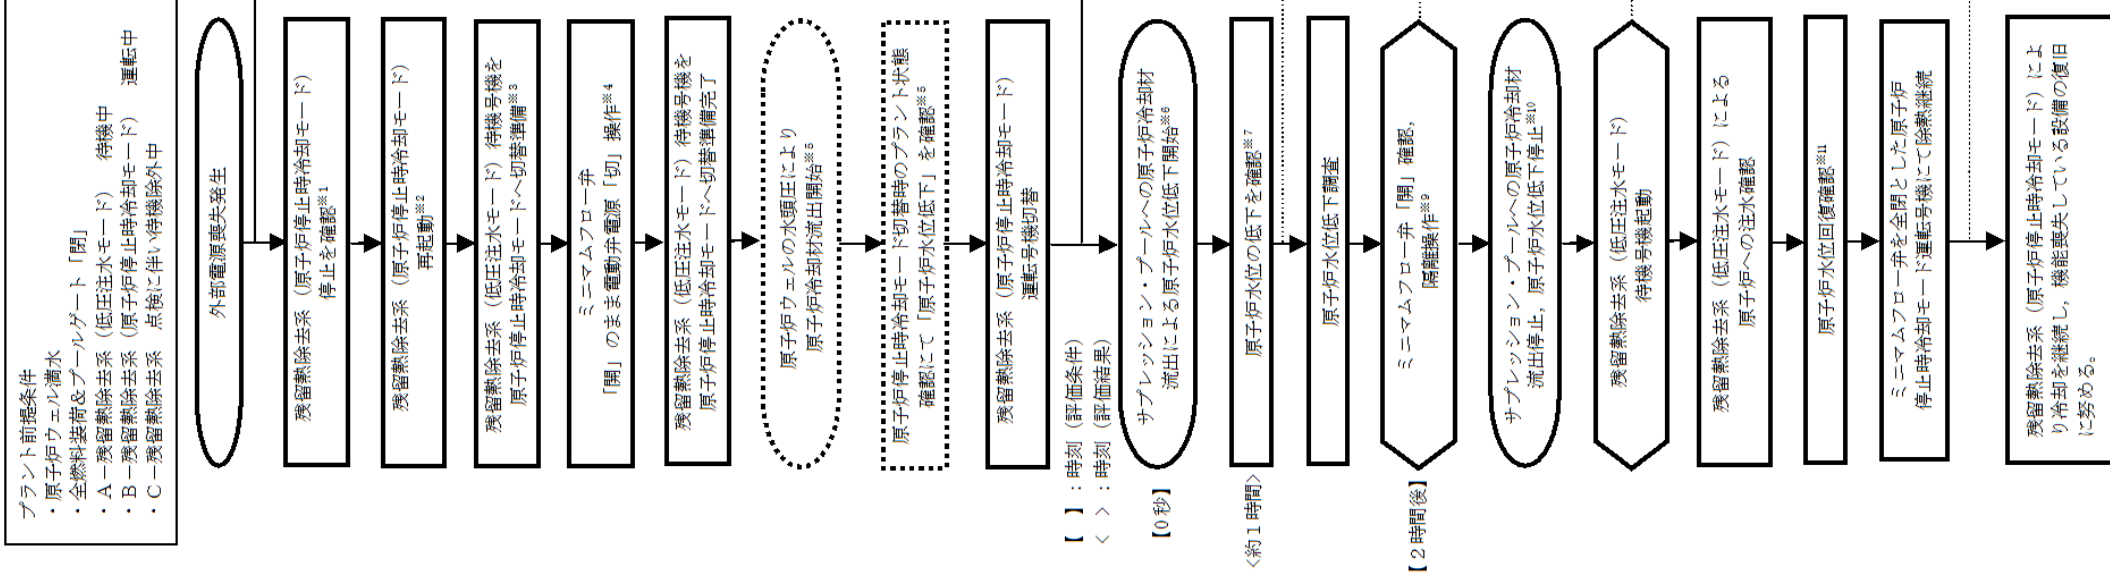 プラント前提条件
・原子炉ウェル満水
・全燃料装荷&プールゲート「閉」
・A-残留熱除去系(低圧注水モード) 待機中
・B-残留熱除去系(原子炉停止時冷却モード) 運転中
・C-残留熱除去系 点検に伴い待機除外中
外部電源喪失発生
残留熱除去系(原子炉停止時冷却モード)
停止を確認※1
残留熱除去系(原子炉停止時冷却モード)
再起動※2
残留熱除去系(低圧注水モード)待機号機を
原子炉停止時冷却モードへ切替準備※3
ミニマムフロー弁
「開」のまま電動弁電源「切」操作※4
残留熱除去系(低圧注水モード)待機号機を
原子炉停止時冷却モードへ切替準備完了
原子炉ウェルの水頭圧により
原子炉冷却材流出開始※5
原子炉停止時冷却モード切替時のプラント状態
確認にて「原子炉水位低下」を確認※5
残留熱除去系(原子炉停止時冷却モード)
運転号機切替
【 】:時刻(評価条件)
< >:時刻(評価結果)
【0秒】
サプレッション・プールへの原子炉冷却材
流出による原子炉水位低下開始※6
<約1時間>
原子炉水位の低下を確認※7
原子炉水位低下調査
【2時間後】
ミニマムフロー弁「開」確認,
隔離操作※9
サプレッション・プールへの原子炉冷却材
流出停止,原子炉水位低下停止※10
残留熱除去系(低圧注水モード)
待機号機起動
残留熱除去系(低圧注水モード)による
原子炉への注水確認
原子炉水位回復確認※11
ミニマムフロー弁を全閉とした原子炉
停止時冷却モード運転号機にて除熱継続
残留熱除去系(原子炉停止時冷却モード)によ
り冷却を継続し,機能喪失している設備の復旧
に努める。